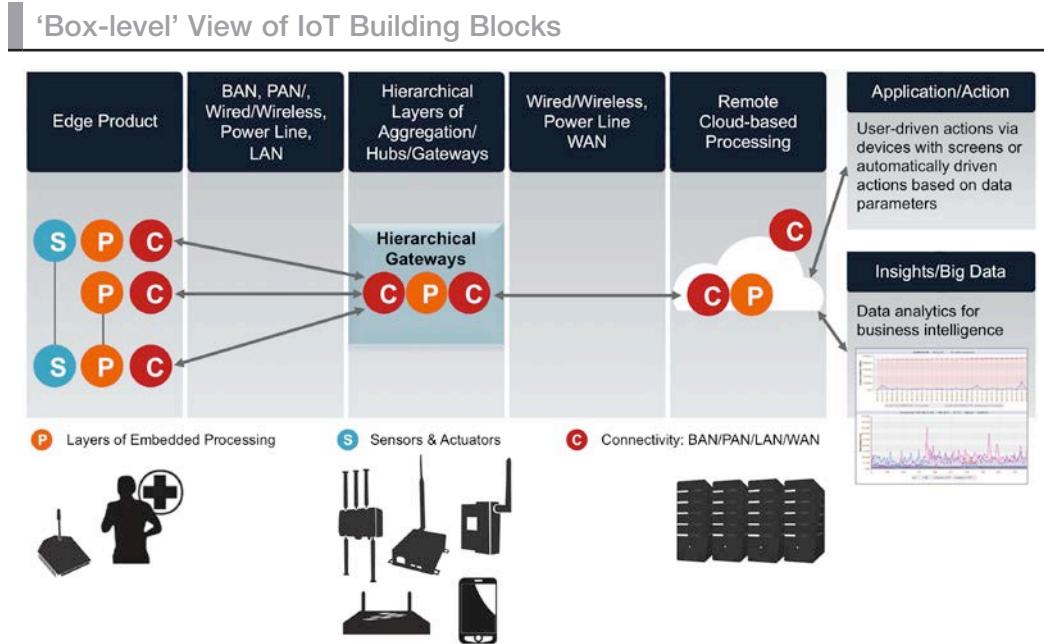 ‘Box-level’ View of IoT Building Blocks
Edge Product
BAN, PAN/,
Wired/Wireless,
Power Line,
LAN
Hierarchical
Layers of
Aggregation/
Hubs/Gateways
Wired/Wireless,
Power Line
WAN
Remote
Cloud-based
Processing
Application/Action
User-driven actions via
devices with screens or
automatically driven
actions based on data
parameters
S P C
P C
S P C
Hierarchical
Gateways
C P C
C
C P
Insights/Big Data
Data analytics for
business intelligence
P Layers of Embedded Processing
S Sensors & Actuators
C Connectivity: BAN/PAN/LAN/WAN